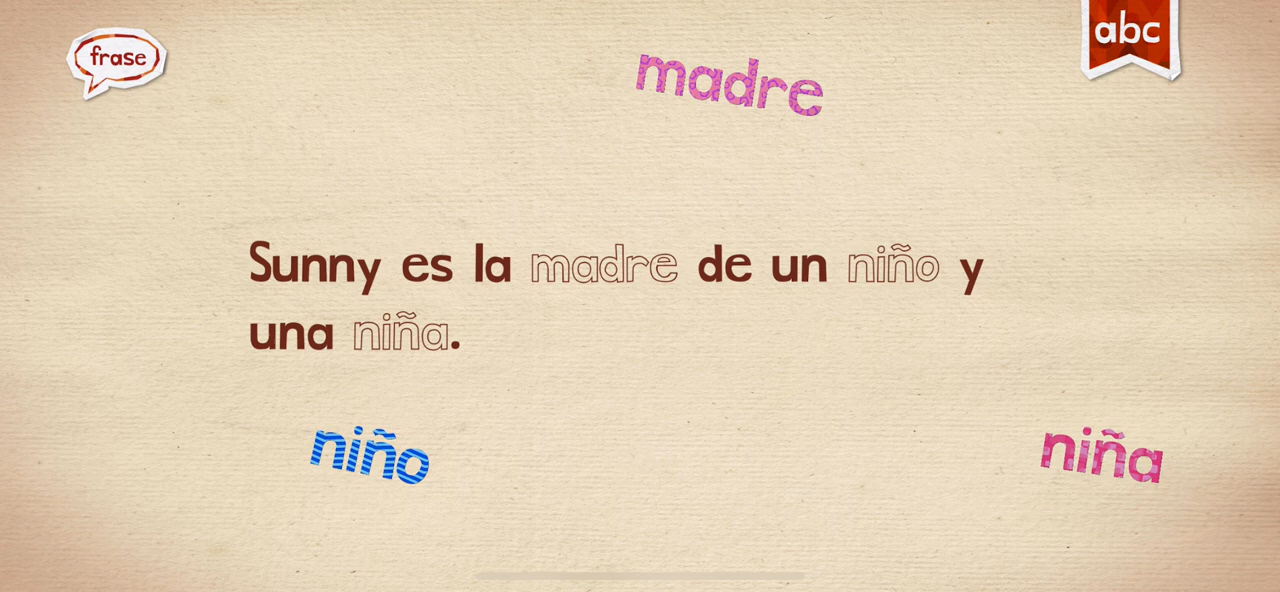 frase
abc
madre
Sunny es la madre de un niño y
una niña.
niño
niña